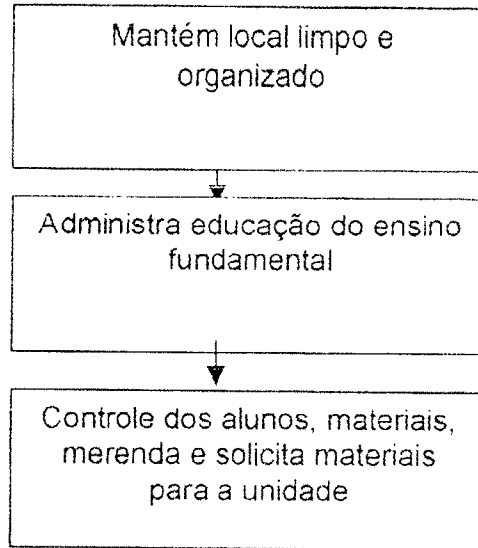 Mantém local limpo e
organizado
Administra educação do ensino
fundamental
Controle dos alunos, materiais,
merenda e solicita materiais
para a unidade